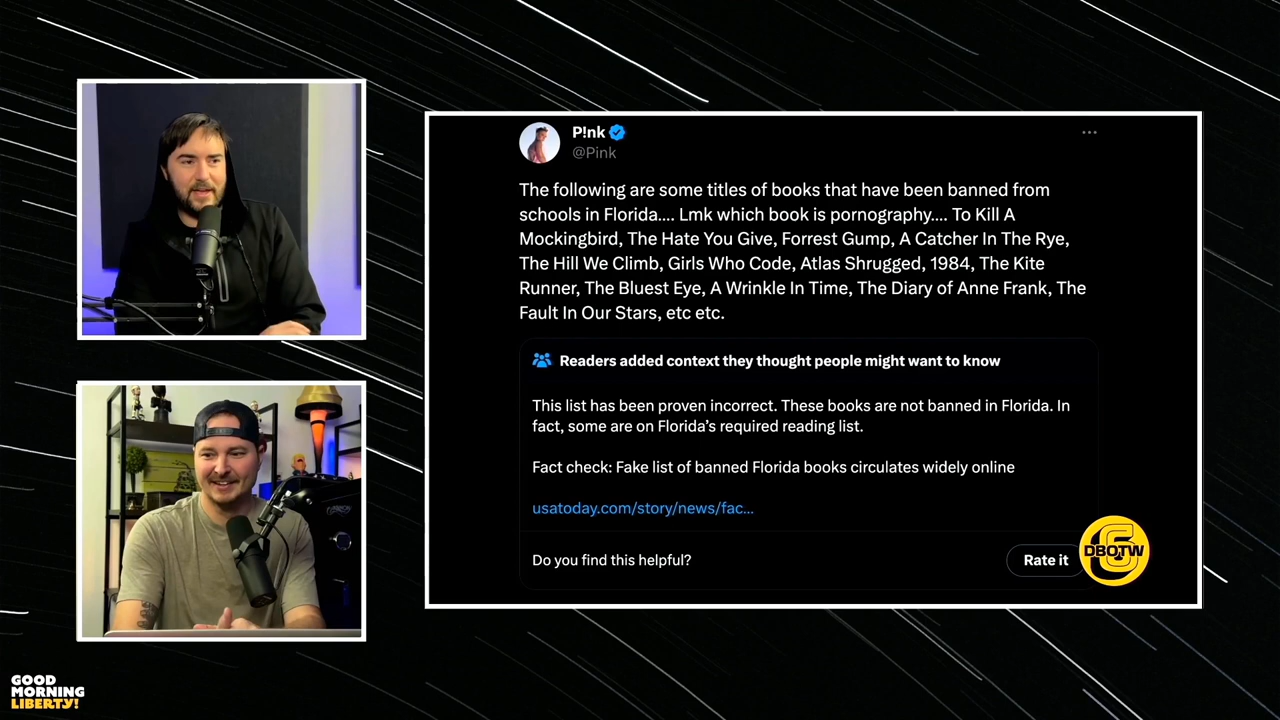 P!nk
@Pink
The following are some titles of books that have been banned from
schools in Florida.... Lmk which book is pornography.... To Kill A
Mockingbird, The Hate You Give, Forrest Gump, A Catcher In The Rye,
The Hill We Climb, Girls Who Code, Atlas Shrugged, 1984, The Kite
Runner, The Bluest Eye, A Wrinkle In Time, The Diary of Anne Frank, The
Fault In Our Stars, etc etc.
Readers added context they thought people might want to know
This list has been proven incorrect. These books are not banned in Florida. In
fact, some are on Florida's required reading list.
Fact check: Fake list of banned Florida books circulates widely online
usatoday.com/story/news/fac...
Do you find this helpful?
Rate it
6
DBOTW
GOOD
MORNING
LIBERTY!